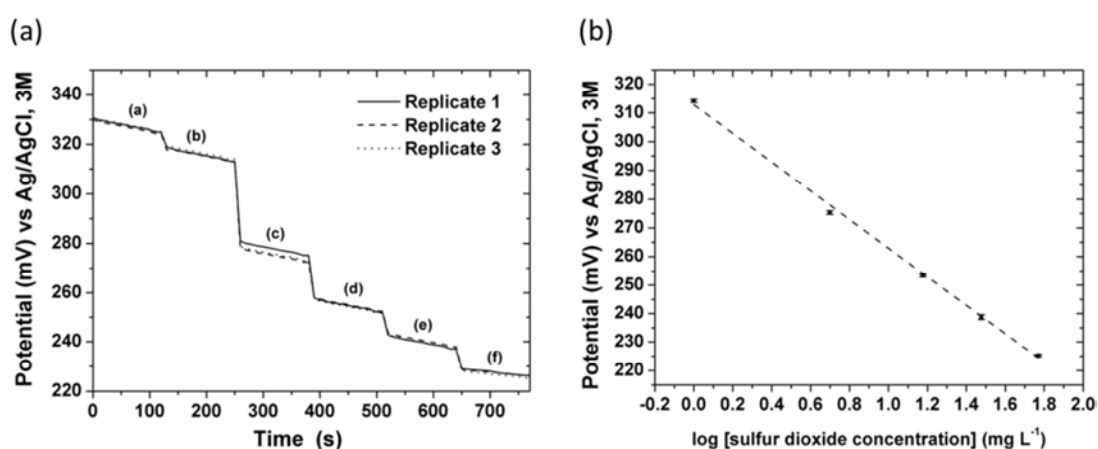 (a)
Potential (mV) vs Ag/AgCl, 3M
340
320
300
280
260
240
220
(a)
(b)
(c)
(d)
(e)
(f)
Replicate 1
Replicate 2
Replicate 3
0 100 200 300 400 500 600 700
Time (s)
(b)
Potential (mV) vs Ag/AgCl, 3M
320
310
300
290
280
270
260
250
240
230
220
-0.2 0.0 0.2 0.4 0.6 0.8 1.0 1.2 1.4 1.6 1.8 2.0
log [sulfur dioxide concentration] (mg L⁻¹)